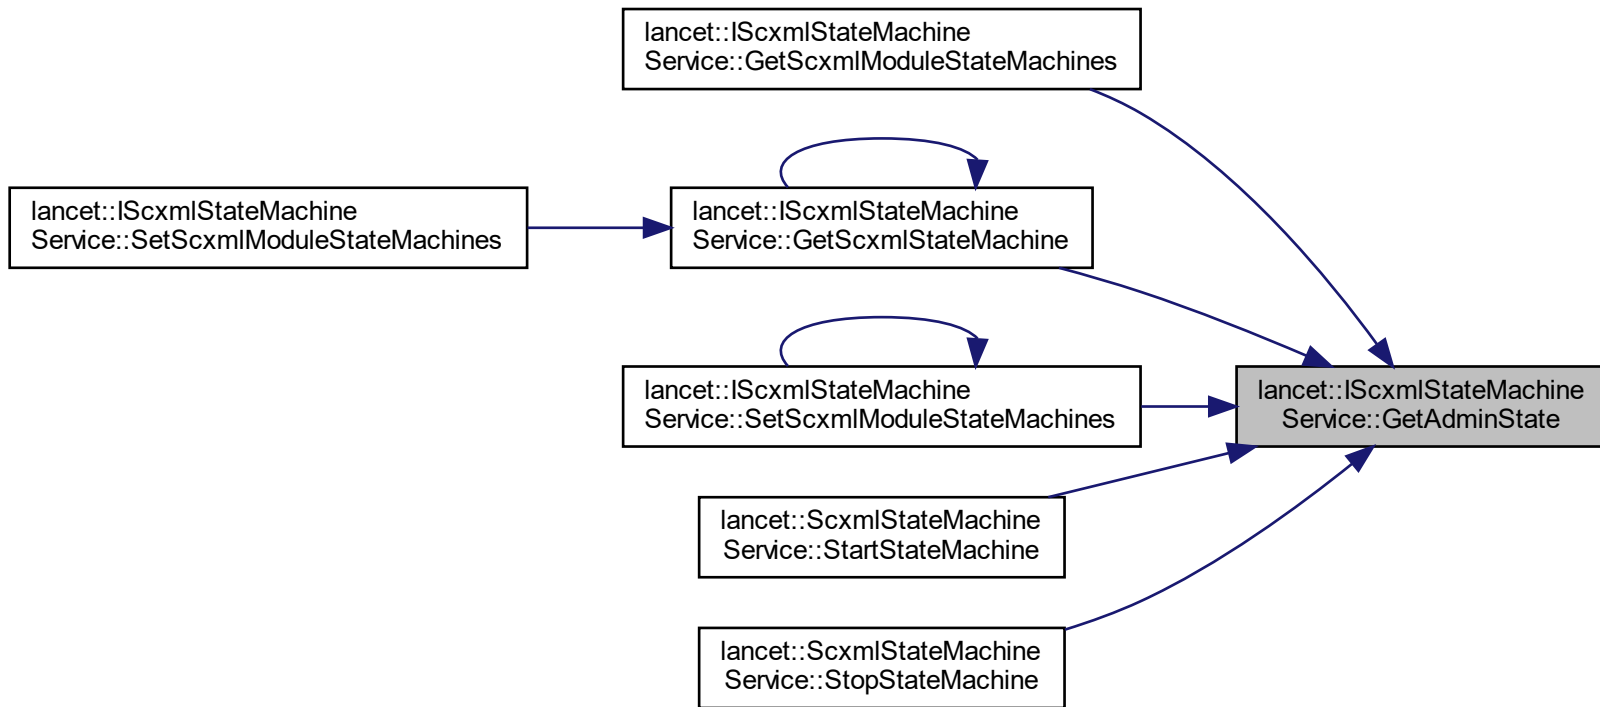 lancet::IScxmlStateMachine
Service::GetScxmlModuleStateMachines
lancet::IScxmlStateMachine
Service::SetScxmlModuleStateMachines
lancet::IScxmlStateMachine
Service::GetScxmlStateMachine
lancet::IScxmlStateMachine
Service::SetScxmlModuleStateMachines
lancet::IScxmlStateMachine
Service::GetAdminState
lancet::ScxmlStateMachine
Service::StartStateMachine
lancet::ScxmlStateMachine
Service::StopStateMachine